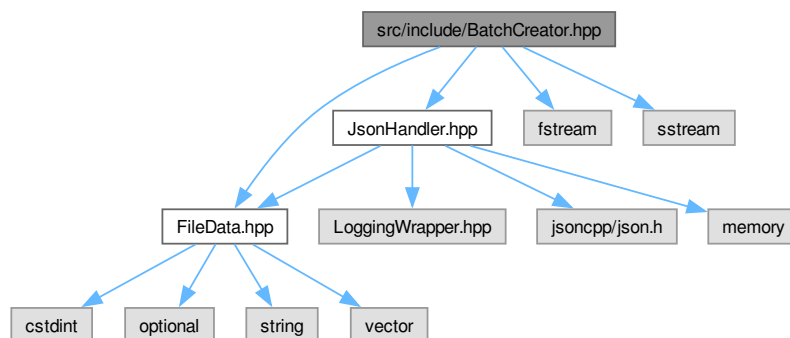 src/include/BatchCreator.hpp
JsonHandler.hpp
fstream
sstream
FileData.hpp
LoggingWrapper.hpp
jsoncpp/json.h
memory
cstdint
optional
string
vector